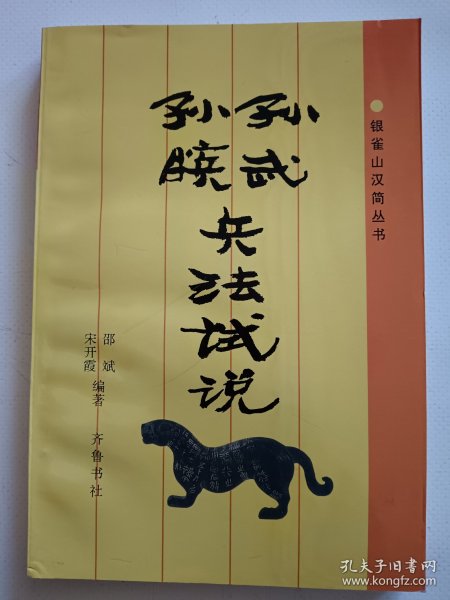 孙武
孙膑
兵法试说
银雀山汉简丛书
邵斌
宋开霞
编著
齐鲁书社
孔夫子旧书网
www.kongfz.com